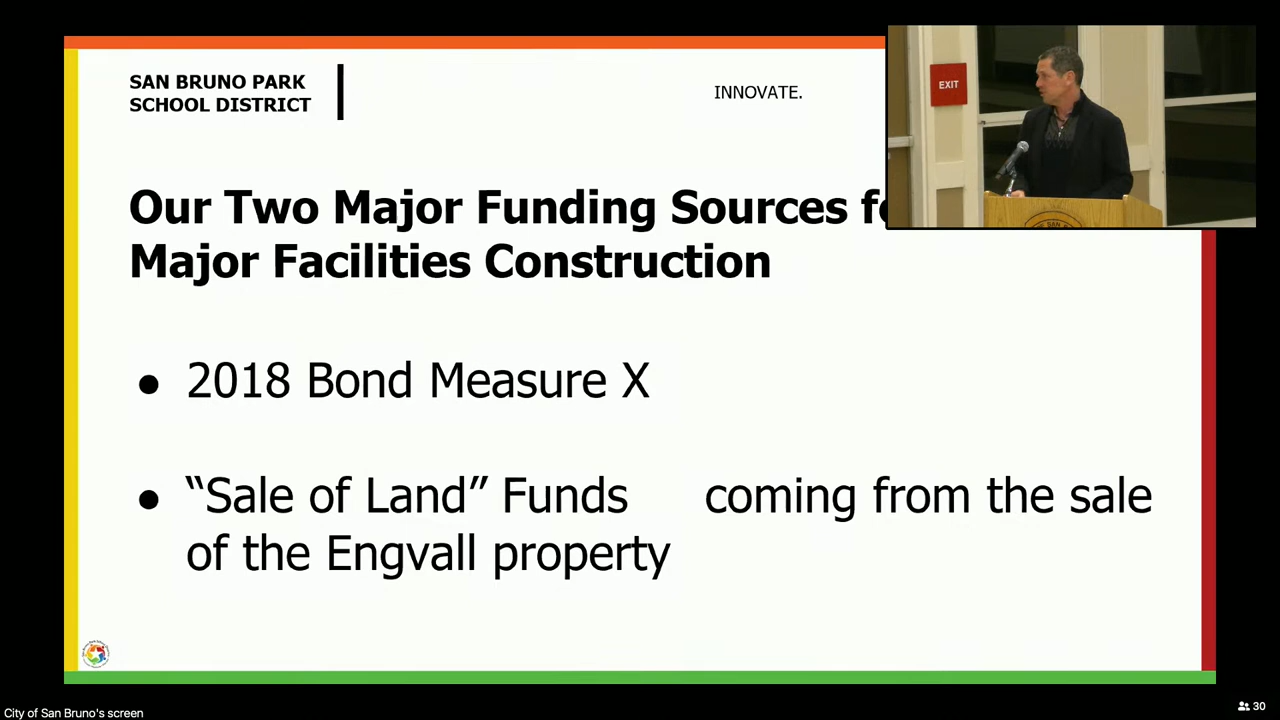 SAN BRUNO PARK
SCHOOL DISTRICT
INNOVATE.
EXIT
Our Two Major Funding Sources
Major Facilities Construction
● 2018 Bond Measure X
● “Sale of Land” Funds coming from the sale
of the Engvall property
City of San Bruno's screen
30